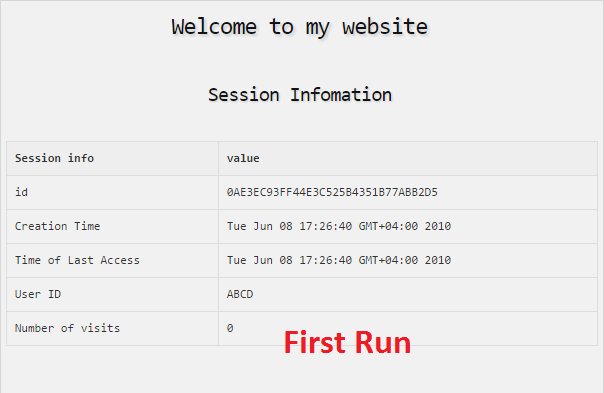 Welcome to my website
Session Infomation
Session info value
id 0AE3EC93FF44E3C525B4351B77ABB2D5
Creation Time Tue Jun 08 17:26:40 GMT+04:00 2010
Time of Last Access Tue Jun 08 17:26:40 GMT+04:00 2010
User ID ABCD
Number of visits 0
First Run